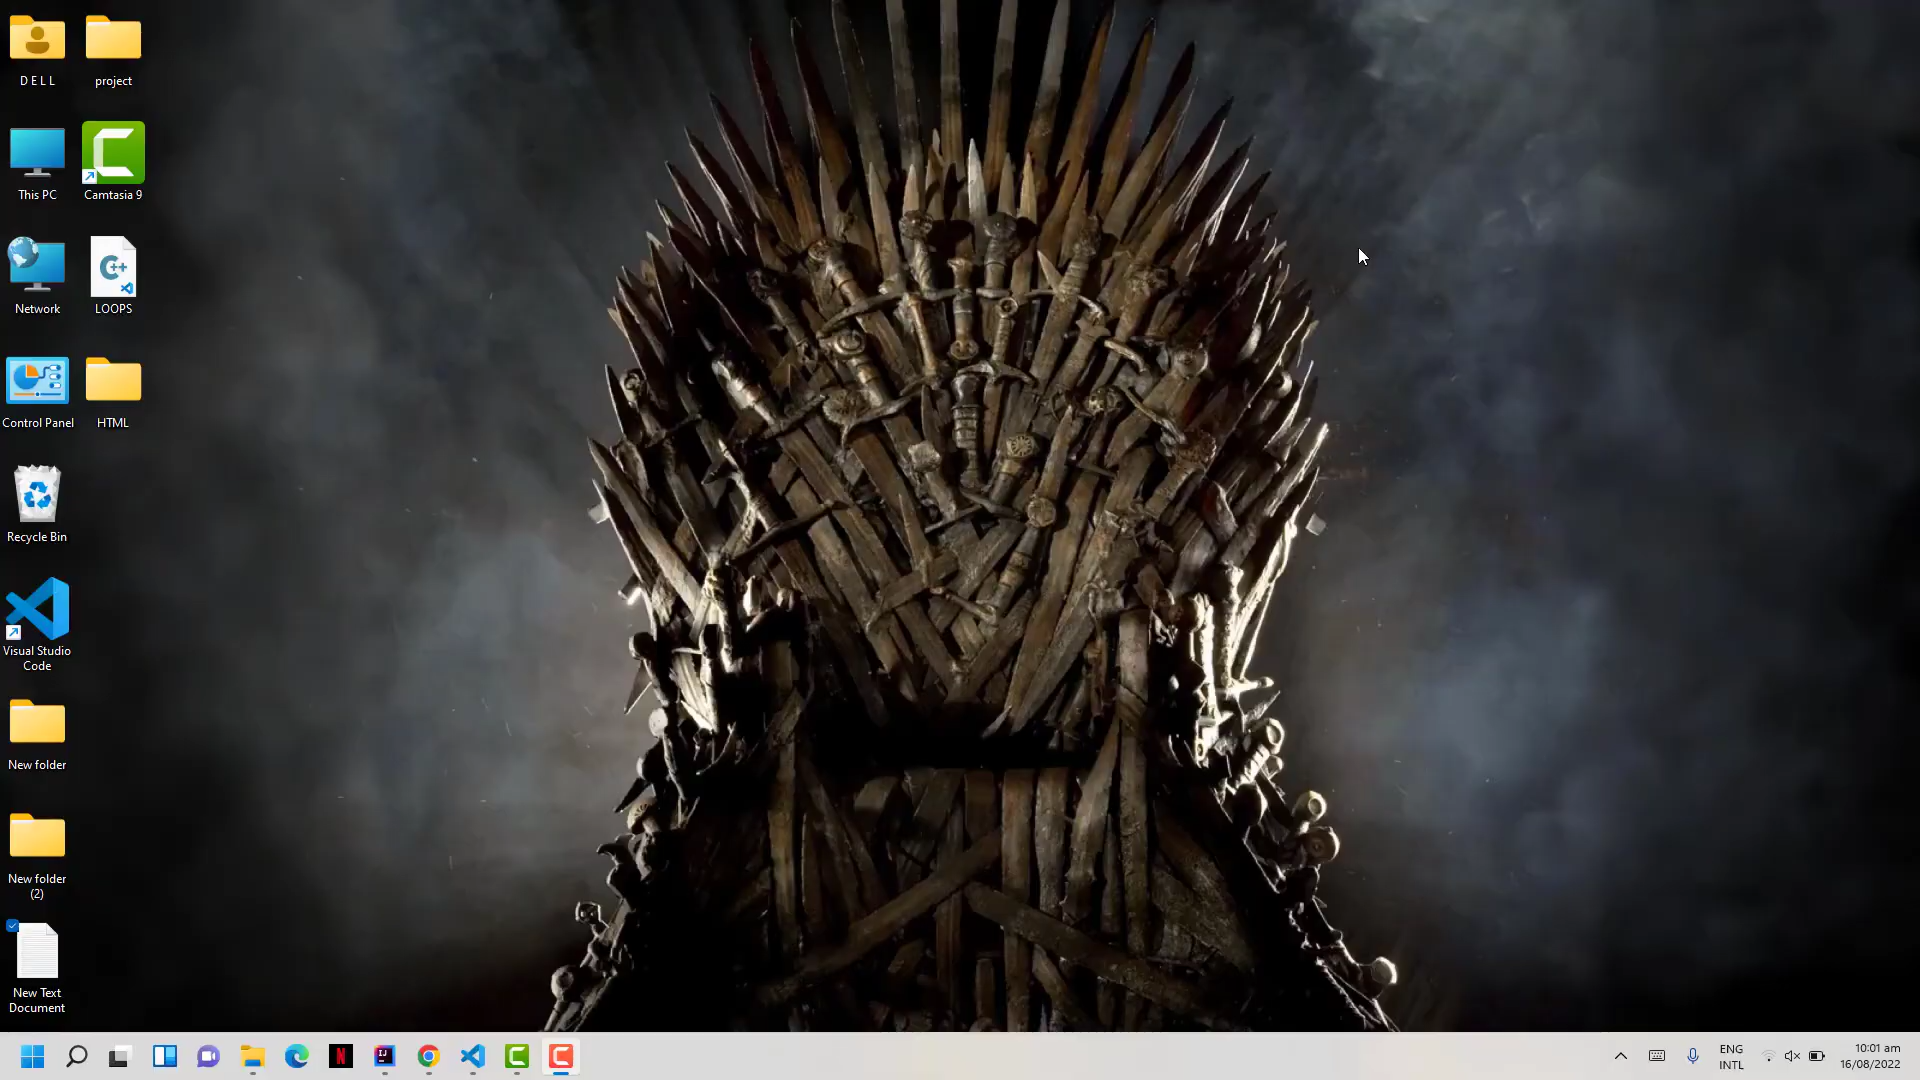 D E L L
project
This PC
Camtasia 9
C++
Network
LOOPS
Control Panel
HTML
Recycle Bin
Visual Studio
Code
New folder
New folder
(2)
New Text
Document
N
IJ
ENG
INTL
10:01 am
16/08/2022